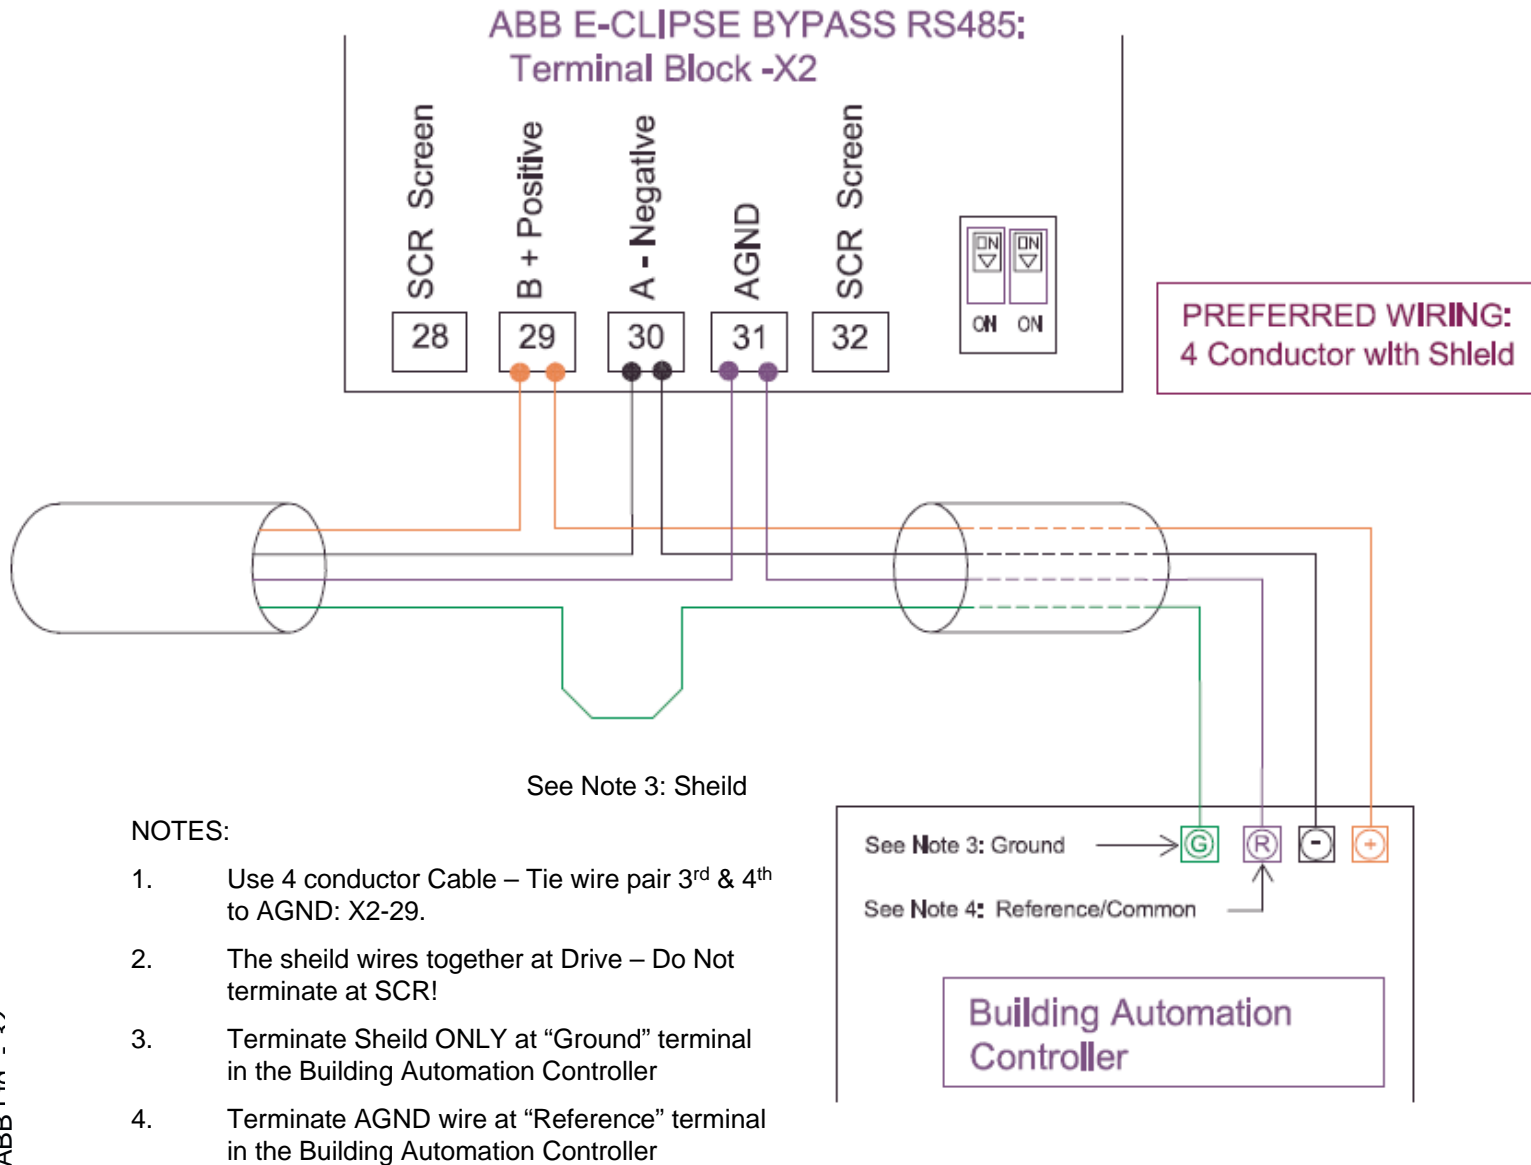 ABB E-CLIPSE BYPASS RS485:
Terminal Block -X2
SCR Screen
B + Positive
A - Negative
AGND
SCR Screen
28
29
30
31
32
ON
ON
ON
ON
PREFERRED WIRING:
4 Conductor with Shield
See Note 3: Sheild
NOTES:
1. Use 4 conductor Cable – Tie wire pair 3rd & 4th
to AGND: X2-29.
2. The sheild wires together at Drive – Do Not
terminate at SCR!
3. Terminate Sheild ONLY at “Ground” terminal
in the Building Automation Controller
4. Terminate AGND wire at “Reference” terminal
in the Building Automation Controller
See Note 3: Ground
G
R
-
+
See Note 4: Reference/Common
Building Automation
Controller
ABB